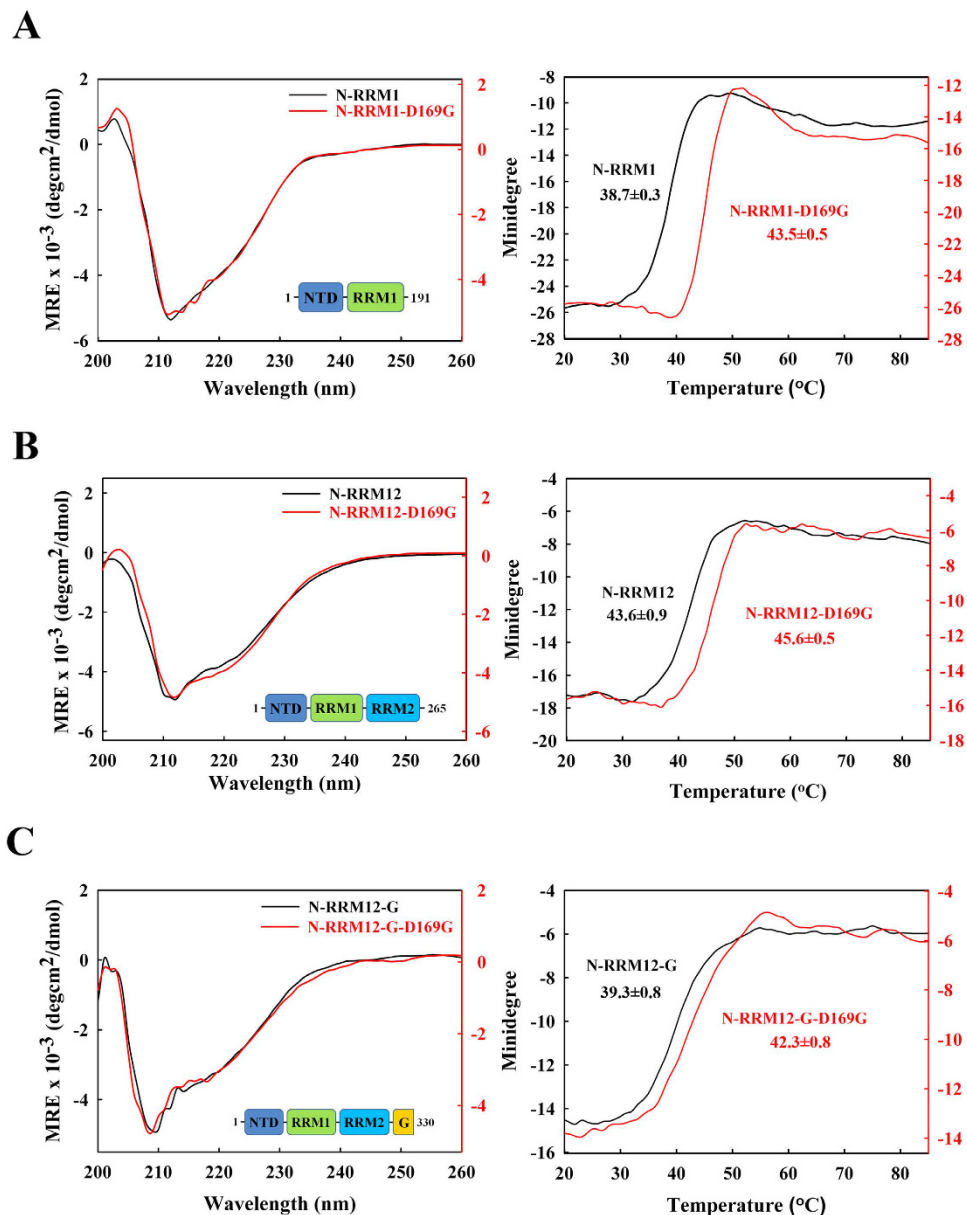 A
MRE x 10-3 (degcm2/dmol)
2
0
-2
-4
-6
N-RRM1
N-RRM1-D169G
1 NTD RRM1 191
2
0
-2
-4
200 210 220 230 240 250 260
Wavelength (nm)
Minidegree
-8
-10
-12
-14
-16
-18
-20
-22
-24
-26
-28
N-RRM1
38.7±0.3
N-RRM1-D169G
43.5±0.5
-12
-14
-16
-18
-20
-22
-24
-26
-28
20 30 40 50 60 70 80
Temperature (oC)
B
MRE x 10-3 (degcm2/dmol)
2
0
-2
-4
-6
N-RRM12
N-RRM12-D169G
1 NTD RRM1 RRM2 265
2
0
-2
-4
-6
200 210 220 230 240 250 260
Wavelength (nm)
Minidegree
-4
-6
-8
-10
-12
-14
-16
-18
-20
N-RRM12
43.6±0.9
N-RRM12-D169G
45.6±0.5
-4
-6
-8
-10
-12
-14
-16
-18
20 30 40 50 60 70 80
Temperature (oC)
C
MRE x 10-3 (degcm2/dmol)
2
0
-2
-4
N-RRM12-G
N-RRM12-G-D169G
1 NTD RRM1 RRM2 G 330
2
0
-2
-4
200 210 220 230 240 250 260
Wavelength (nm)
Minidegree
-4
-6
-8
-10
-12
-14
-16
N-RRM12-G
39.3±0.8
N-RRM12-G-D169G
42.3±0.8
-4
-6
-8
-10
-12
-14
20 30 40 50 60 70 80
Temperature (oC)